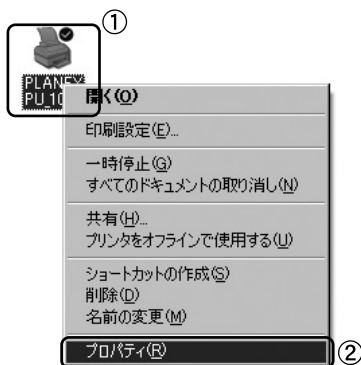 ①
PLANEX
PU_10
開く(O)
印刷設定(E)...
一時停止(G)
すべてのドキュメントの取り消し(N)
共有(H)...
プリンタをオフラインで使用する(U)
ショートカットの作成(S)
削除(D)
名前の変更(M)
プロパティ(R)
②